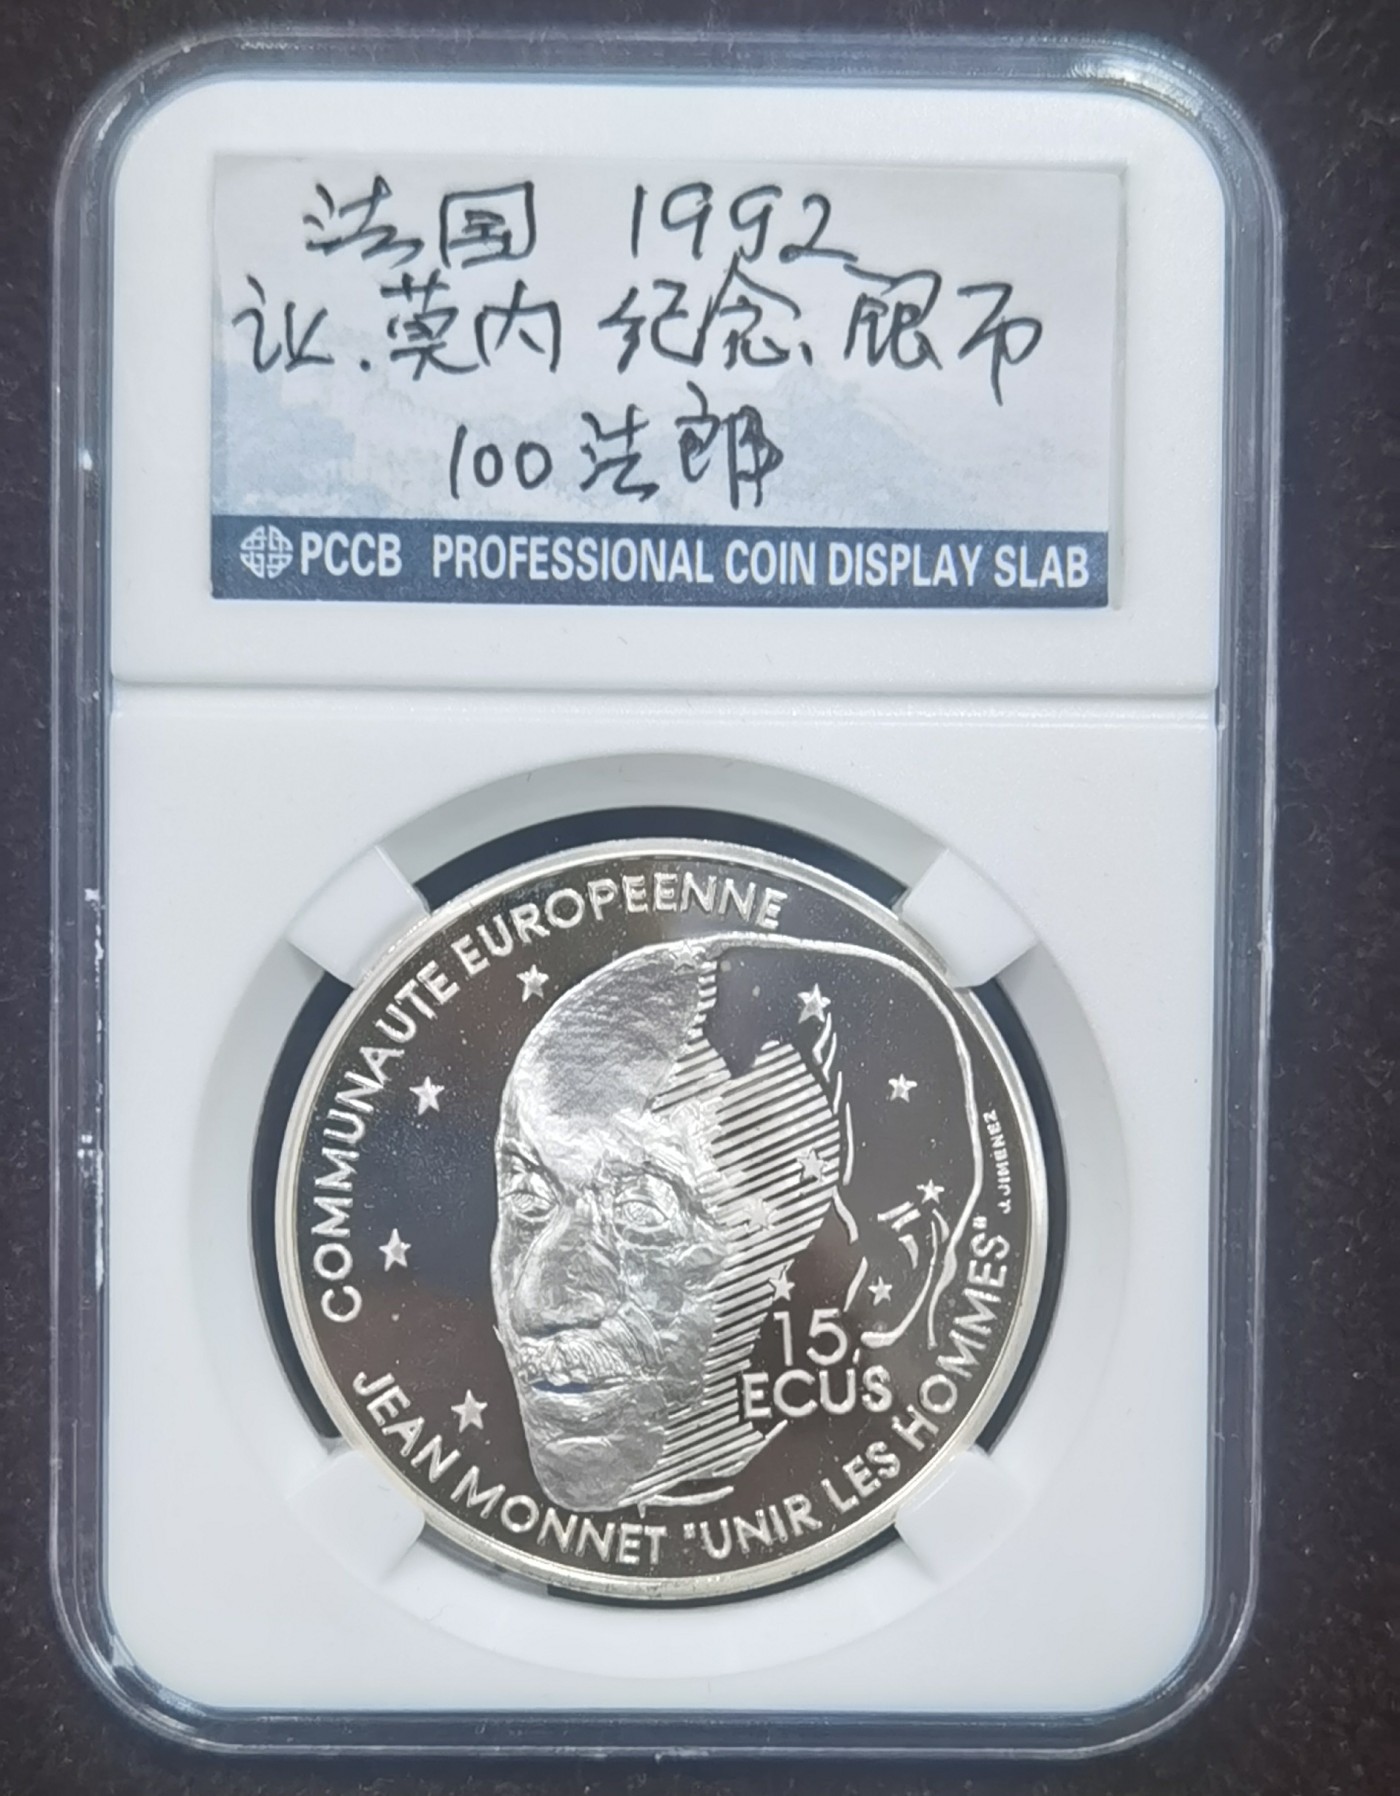 法国 1992
让.莫内 纪念银币
100法郎
PCCB PROFESSIONAL COIN DISPLAY SLAB
COMMUNAUTE EUROPEENNE
15
ECUS
J.JIMENEZ
JEAN MONNET "UNIR LES HOMMES"